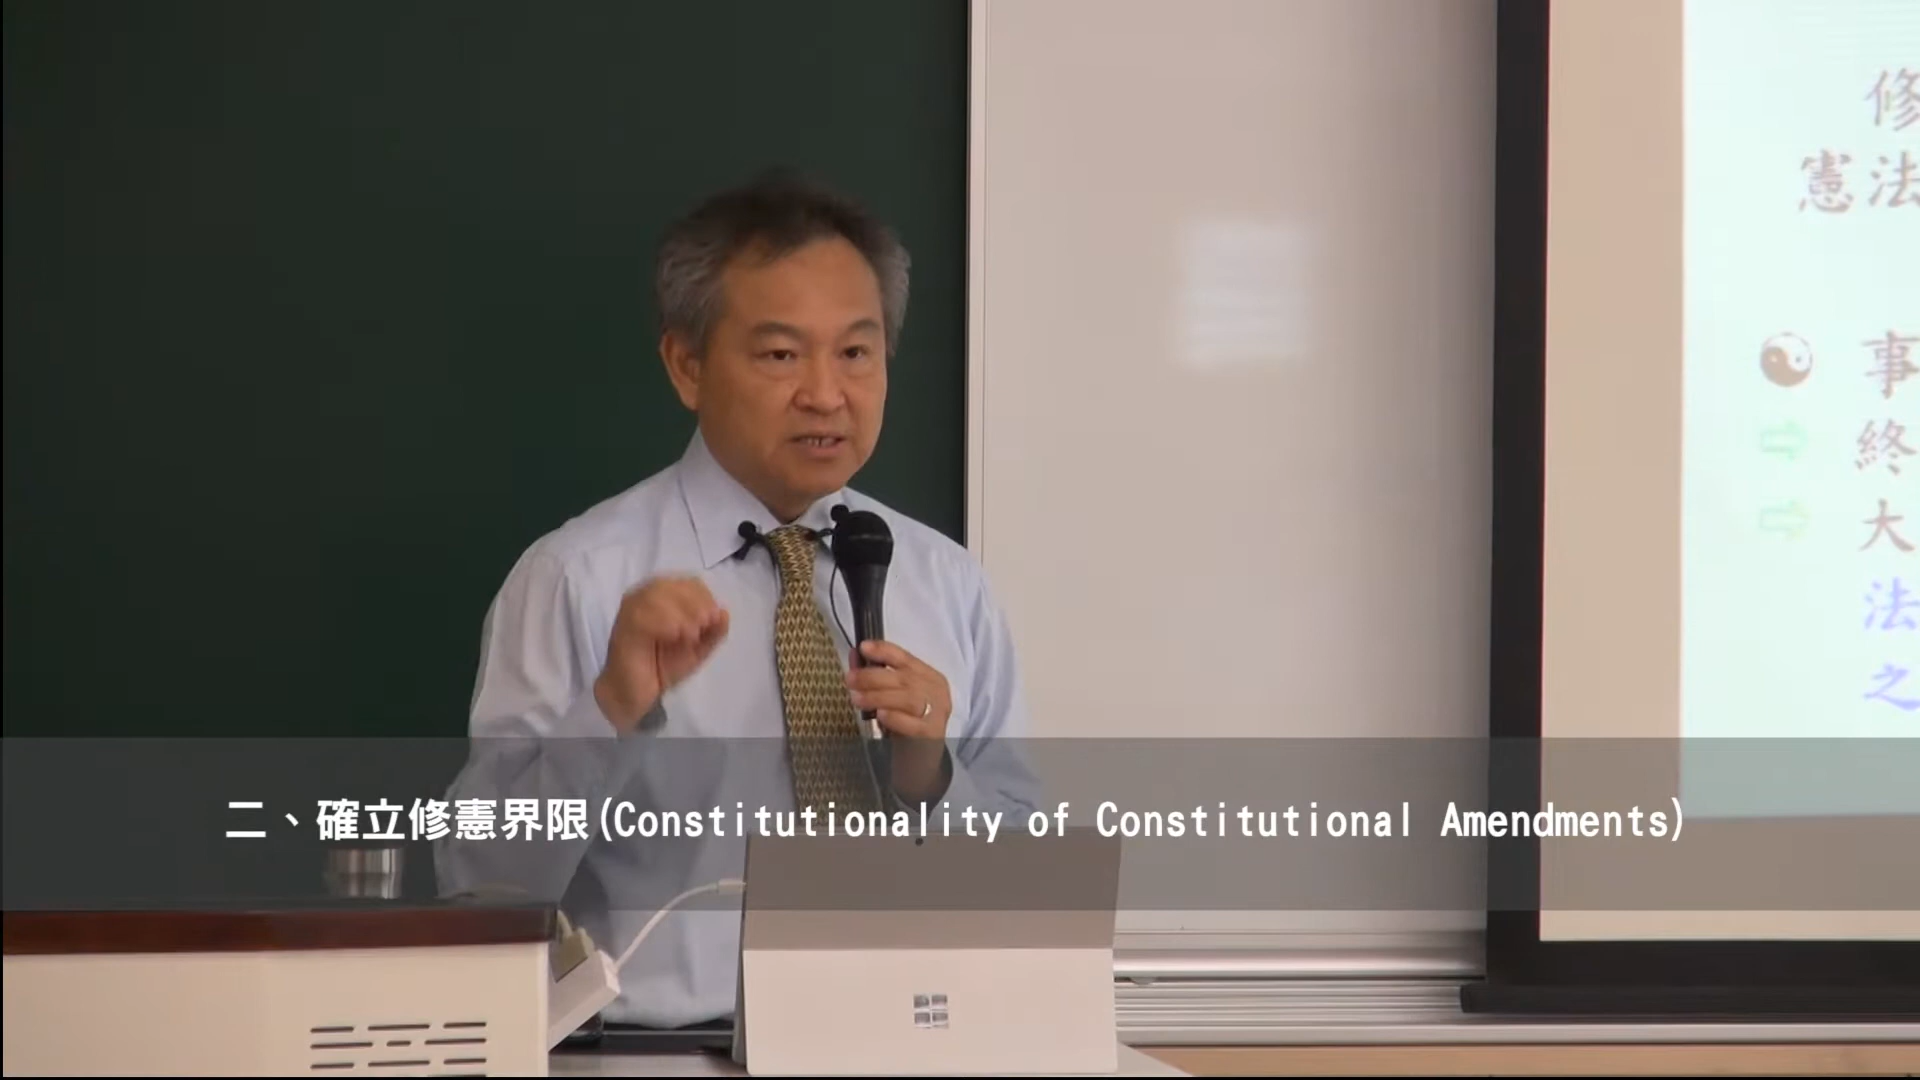 修
憲法
事
終
大
法
之
二、確立修憲界限(Constitutionality of Constitutional Amendments)